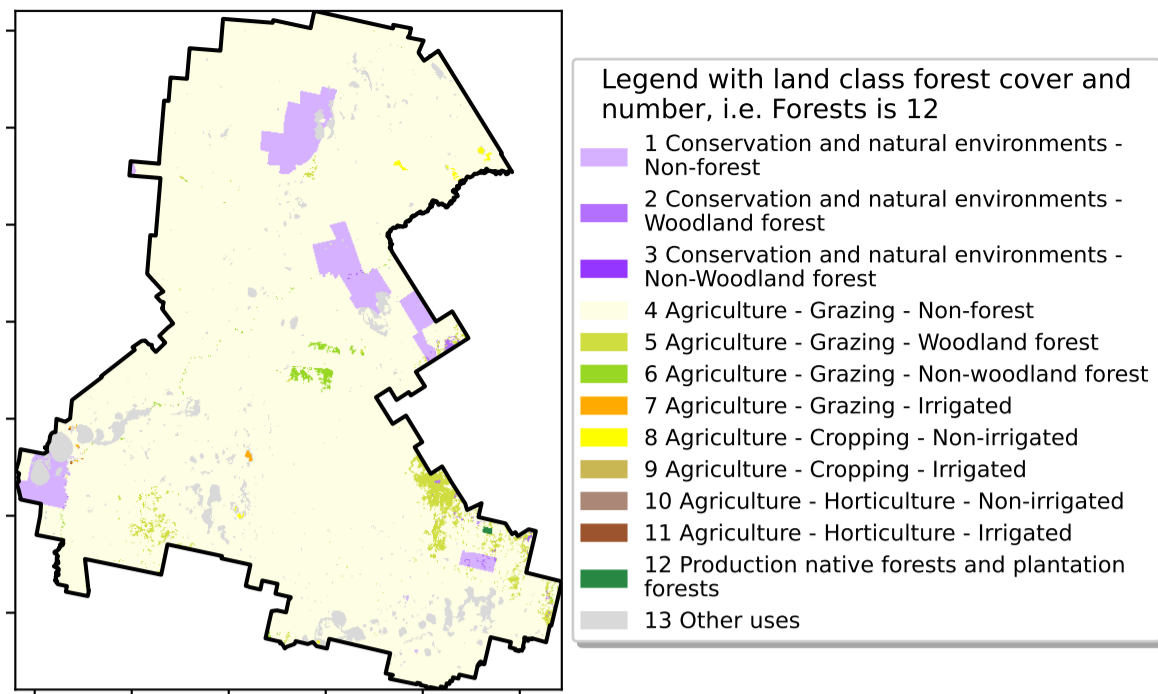 Legend with land class forest cover and
number, i.e. Forests is 12
1 Conservation and natural environments -
Non-forest
2 Conservation and natural environments -
Woodland forest
3 Conservation and natural environments -
Non-Woodland forest
4 Agriculture - Grazing - Non-forest
5 Agriculture - Grazing - Woodland forest
6 Agriculture - Grazing - Non-woodland forest
7 Agriculture - Grazing - Irrigated
8 Agriculture - Cropping - Non-irrigated
9 Agriculture - Cropping - Irrigated
10 Agriculture - Horticulture - Non-irrigated
11 Agriculture - Horticulture - Irrigated
12 Production native forests and plantation
forests
13 Other uses